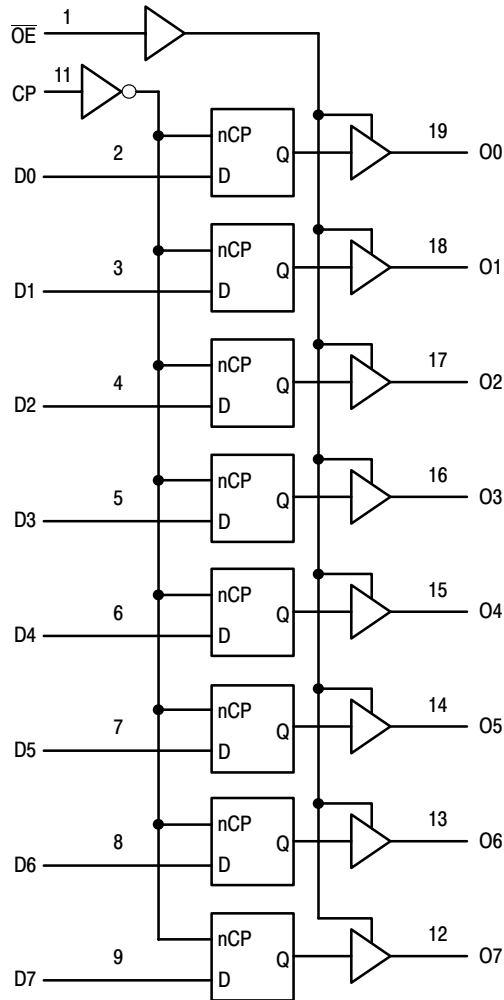 1
O̅E̅
11
CP
nCP
2
Q
19
O0
D0
D
nCP
3
Q
18
O1
D1
D
nCP
4
Q
17
O2
D2
D
nCP
5
Q
16
O3
D3
D
nCP
6
Q
15
O4
D4
D
nCP
7
Q
14
O5
D5
D
nCP
8
Q
13
O6
D6
D
nCP
9
Q
12
O7
D7
D